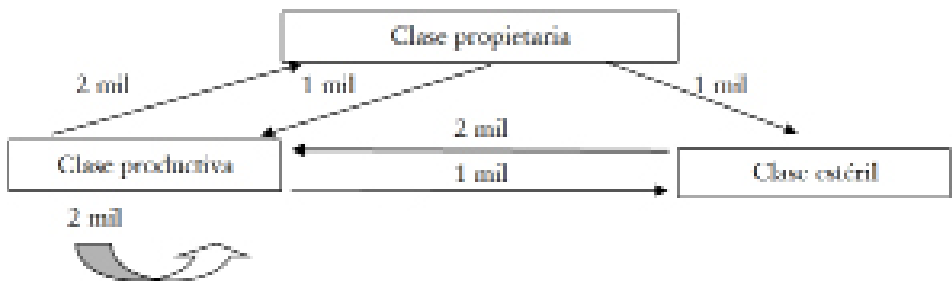 Clase propietaria
2 mil
1 mil
1 mil
2 mil
Clase productiva
Clase estéril
1 mil
2 mil